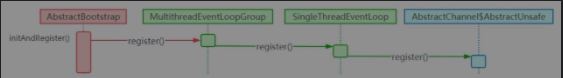 AbstractBootstrap
MultithreadEventLoopGroup
SingleThreadEventLoop
AbstractChannel$AbstractUnsafe
initAndRegister()
register()
register()
register()